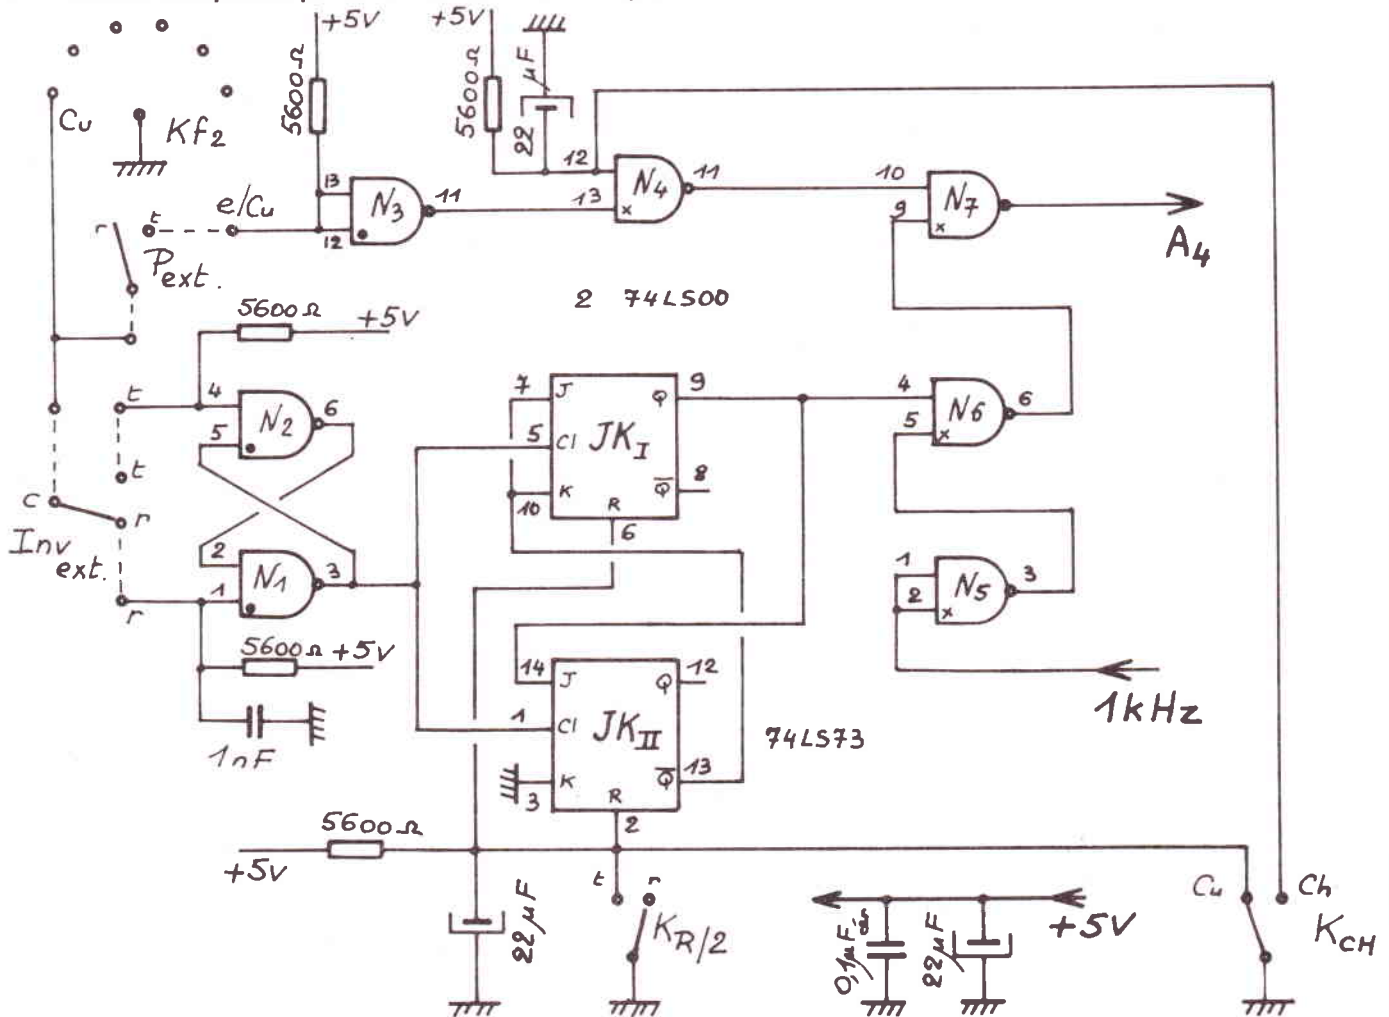 +5V
+5V
5600Ω
5600Ω
22 µF
Cu
Kf2
e/Cu
13
12
N3
11
12
13
N4
11
x
10
9
N7
x
A4
r
t
Pext.
2 74LS00
5600Ω
+5V
t
4
5
N2
6
t
c
r
Inv ext.
r
2
1
N1
3
5600Ω +5V
1nF
7
J
Q
9
5
Cl
JKI
10
K
Q̅
8
R
6
4
5
N6
6
x
1
2
N5
3
x
1kHz
14
J
Q
12
1
Cl
JKII
74LS73
3
K
Q̅
13
R
2
5600Ω
+5V
22µF
t
r
KR/2
0,1µF
22µF
+5V
Cu
Ch
KCH